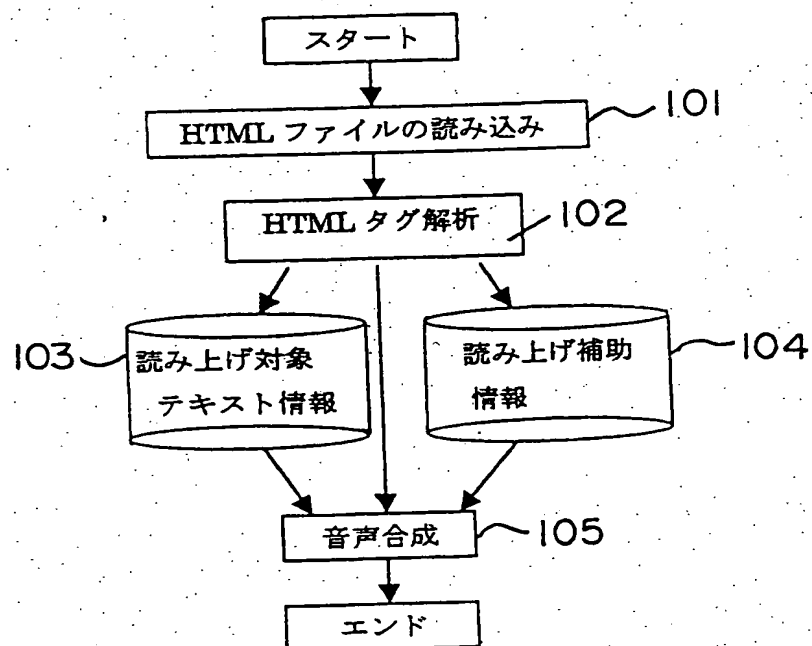 スタート
HTML ファイルの読み込み
101
HTML タグ解析
102
103
読み上げ対象
テキスト情報
読み上げ補助
情報
104
音声合成
105
エンド